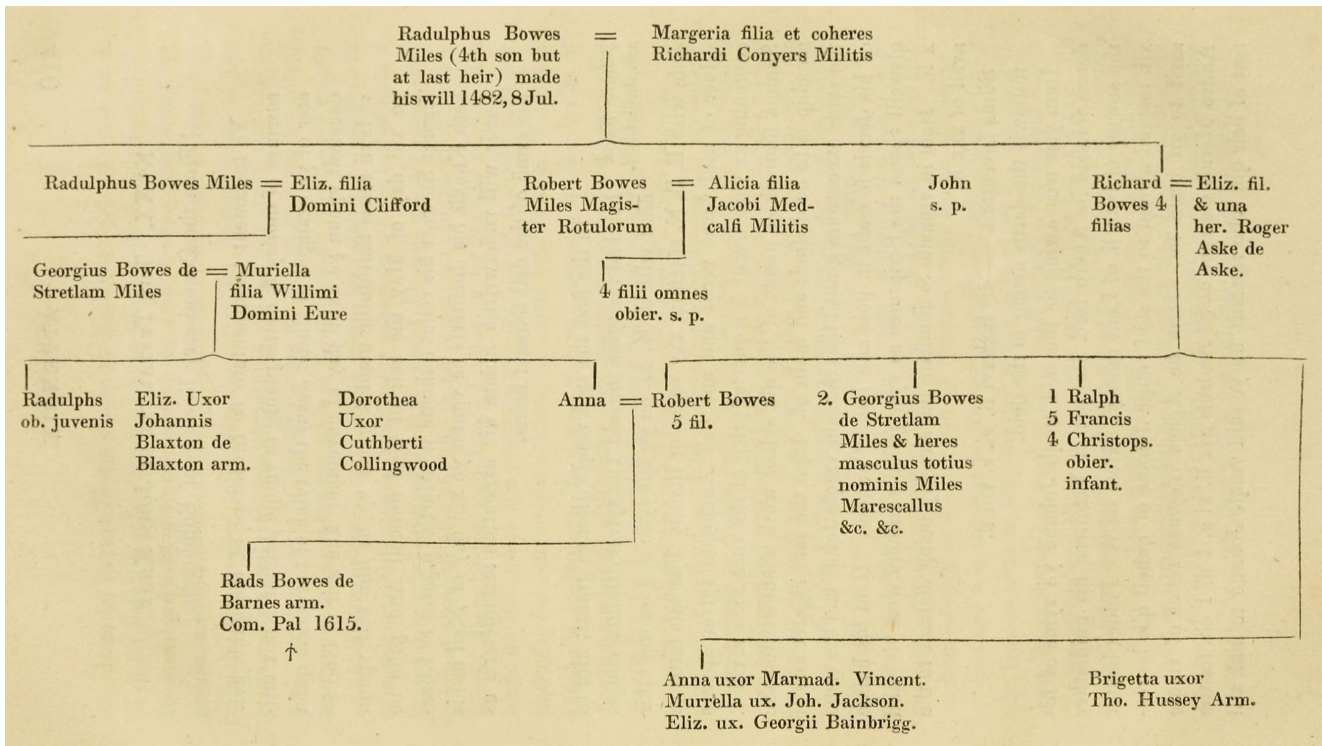 Radulphus Bowes
Miles (4th son but
at last heir) made
his will 1482, 8 Jul.
=
Margeria filia et coheres
Richardi Conyers Militis
Radulphus Bowes Miles =
Eliz. filia
Domini Clifford
Robert Bowes
Miles Magis-
ter Rotulorum
=
Alicia filia
Jacobi Med-
calfi Militis
John
s. p.
Richard
Bowes 4
filias
=
Eliz. fil.
& una
her. Roger
Aske de
Aske.
Georgius Bowes de
Stretlam Miles
=
Muriella
filia Willimi
Domini Eure
4 filii omnes
obier. s. p.
Radulphs
ob. juvenis
Eliz. Uxor
Johannis
Blaxton de
Blaxton arm.
Dorothea
Uxor
Cuthberti
Collingwood
Anna =
Robert Bowes
5 fil.
2. Georgius Bowes
de Stretlam
Miles & heres
masculus totius
nominis Miles
Marescallus
&c. &c.
1 Ralph
5 Francis
4 Christops.
obier.
infant.
Rads Bowes de
Barnes arm.
Com. Pal 1615.
†
Anna uxor Marmad. Vincent.
Murrella ux. Joh. Jackson.
Eliz. ux. Georgii Bainbrigg.
Brigetta uxor
Tho. Hussey Arm.